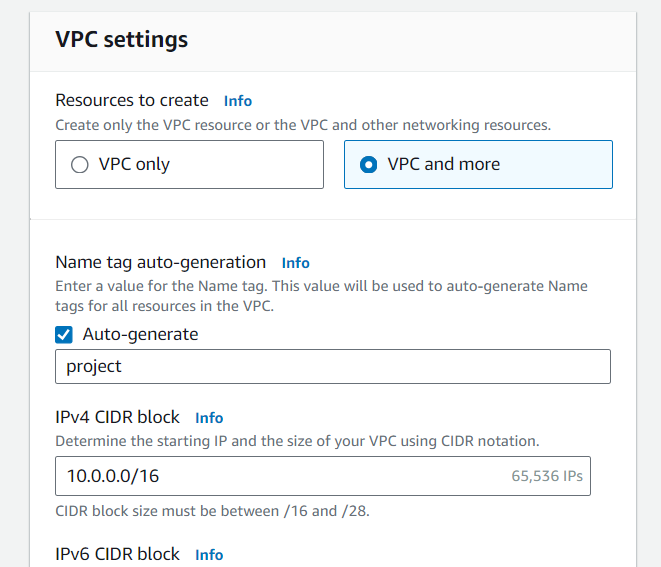 VPC settings
Resources to create Info
Create only the VPC resource or the VPC and other networking resources.
VPC only
VPC and more
Name tag auto-generation Info
Enter a value for the Name tag. This value will be used to auto-generate Name
tags for all resources in the VPC.
Auto-generate
project
IPv4 CIDR block Info
Determine the starting IP and the size of your VPC using CIDR notation.
10.0.0.0/16 65,536 IPs
CIDR block size must be between /16 and /28.
IPv6 CIDR block Info